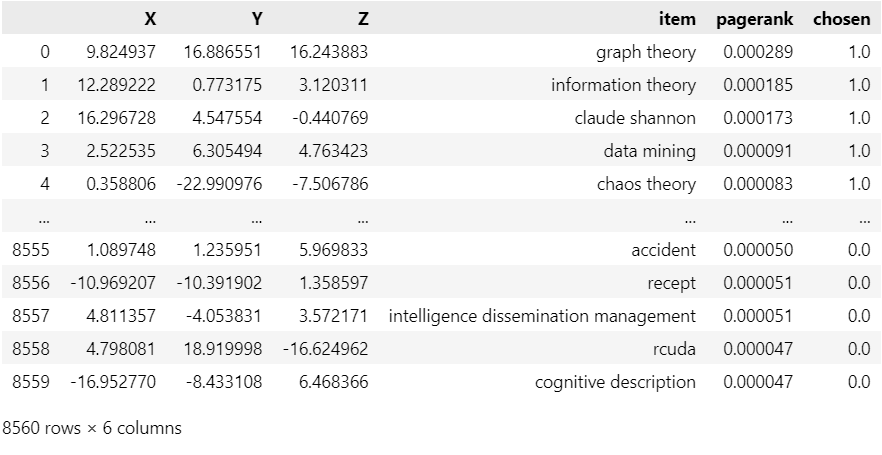 X Y Z item pagerank chosen
0 9.824937 16.886551 16.243883 graph theory 0.000289 1.0
1 12.289222 0.773175 3.120311 information theory 0.000185 1.0
2 16.296728 4.547554 -0.440769 claude shannon 0.000173 1.0
3 2.522535 6.305494 4.763423 data mining 0.000091 1.0
4 0.358806 -22.990976 -7.506786 chaos theory 0.000083 1.0
... ... ... ... ... ... ...
8555 1.089748 1.235951 5.969833 accident 0.000050 0.0
8556 -10.969207 -10.391902 1.358597 recept 0.000051 0.0
8557 4.811357 -4.053831 3.572171 intelligence dissemination management 0.000051 0.0
8558 4.798081 18.919998 -16.624962 rcuda 0.000047 0.0
8559 -16.952770 -8.433108 6.468366 cognitive description 0.000047 0.0
8560 rows × 6 columns